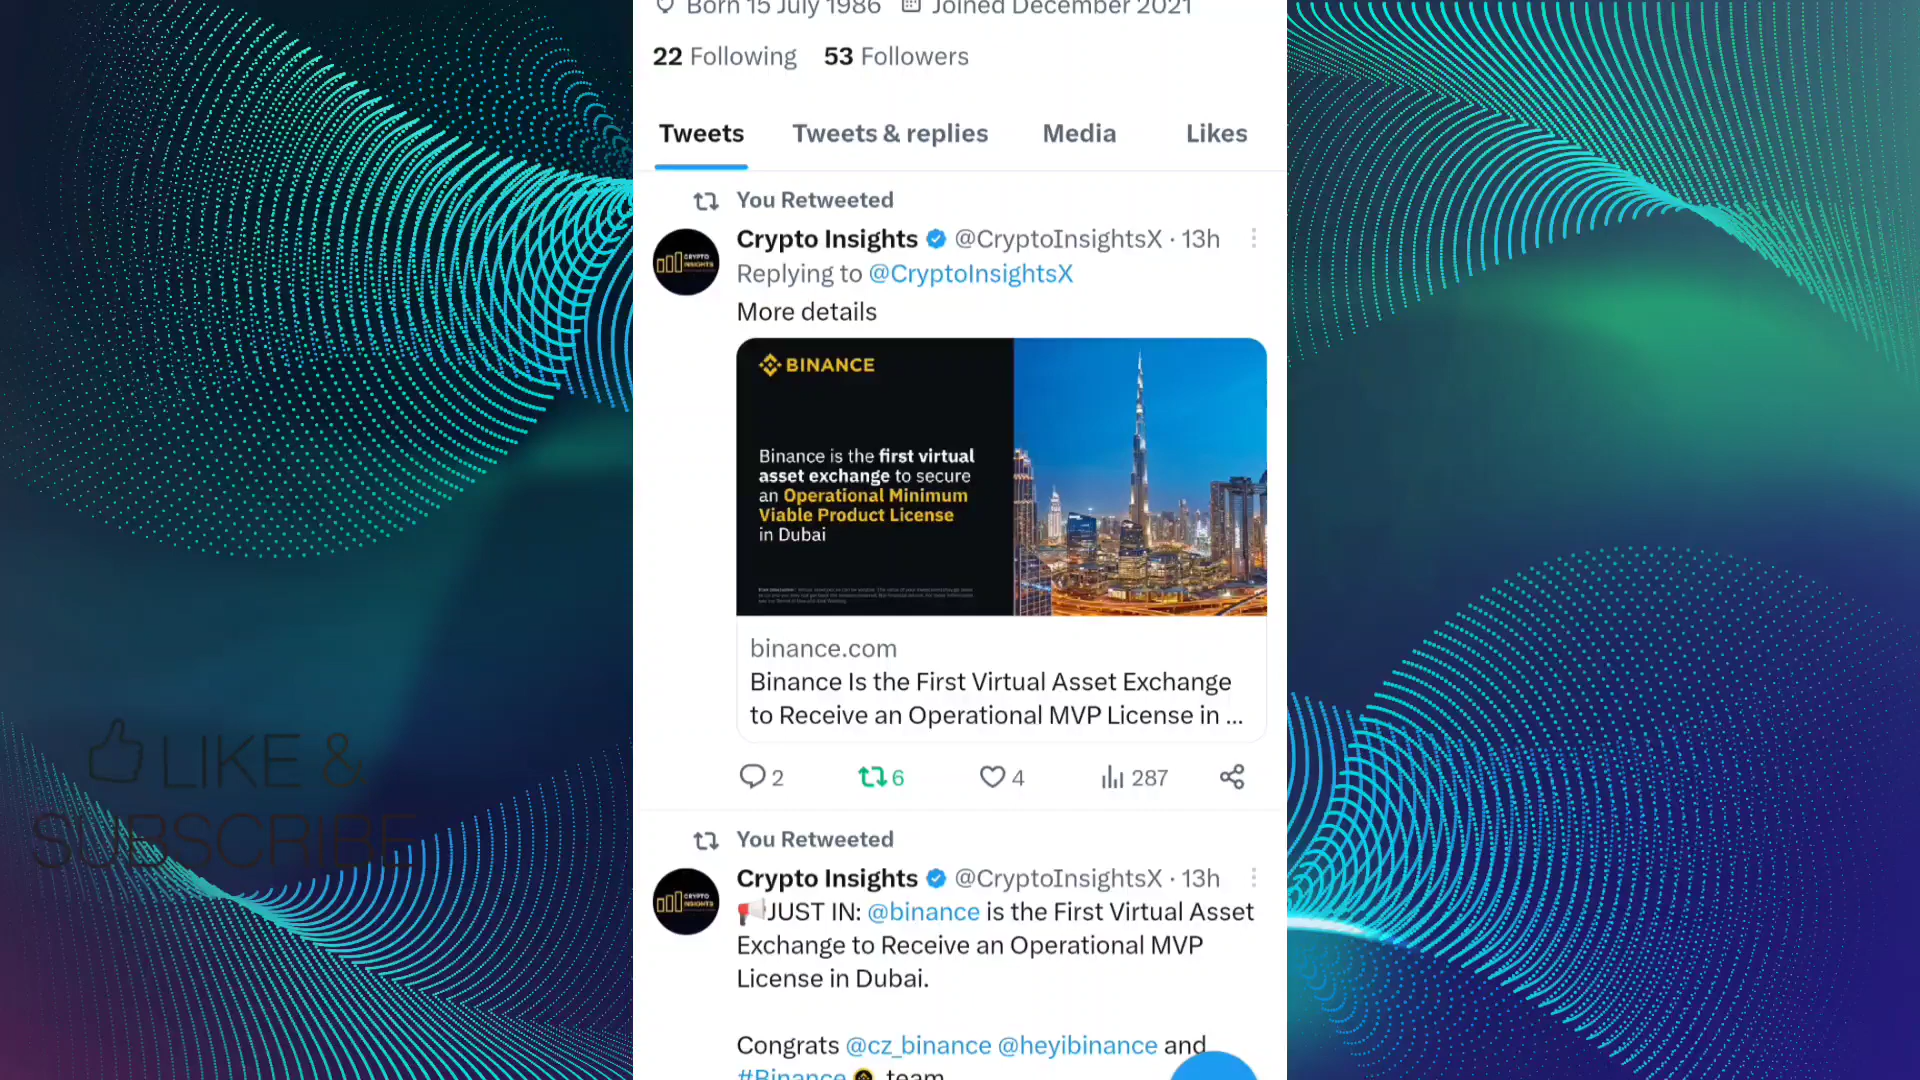 Born 15 July 1986 Joined December 2021
22 Following 53 Followers
Tweets Tweets & replies Media Likes
You Retweeted
Crypto Insights @CryptoInsightsX · 13h
CRYPTO
INSIGHTS
Replying to @CryptoInsightsX
More details
BINANCE
Binance is the first virtual
asset exchange to secure
an Operational Minimum
Viable Product License
in Dubai
binance.com
Binance Is the First Virtual Asset Exchange
to Receive an Operational MVP License in ...
2 6 4 287
LIKE &
SUBSCRIBE
You Retweeted
Crypto Insights @CryptoInsightsX · 13h
CRYPTO
INSIGHTS
JUST IN: @binance is the First Virtual Asset
Exchange to Receive an Operational MVP
License in Dubai.
Congrats @cz_binance @heyibinance and
#Binance team